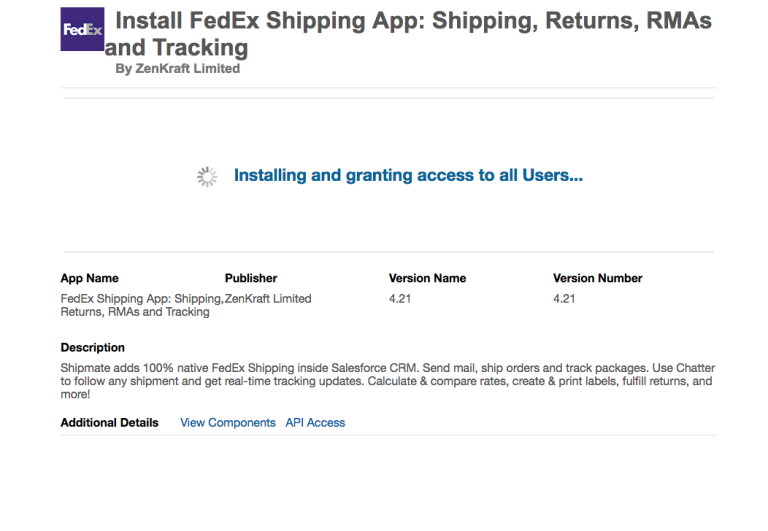 FedEx
Install FedEx Shipping App: Shipping, Returns, RMAs
and Tracking
By ZenKraft Limited
Installing and granting access to all Users...
App Name Publisher Version Name Version Number
FedEx Shipping App: Shipping, ZenKraft Limited 4.21 4.21
Returns, RMAs and Tracking
Description
Shipmate adds 100% native FedEx Shipping inside Salesforce CRM. Send mail, ship orders and track packages. Use Chatter
to follow any shipment and get real-time tracking updates. Calculate & compare rates, create & print labels, fulfill returns, and
more!
Additional Details View Components API Access